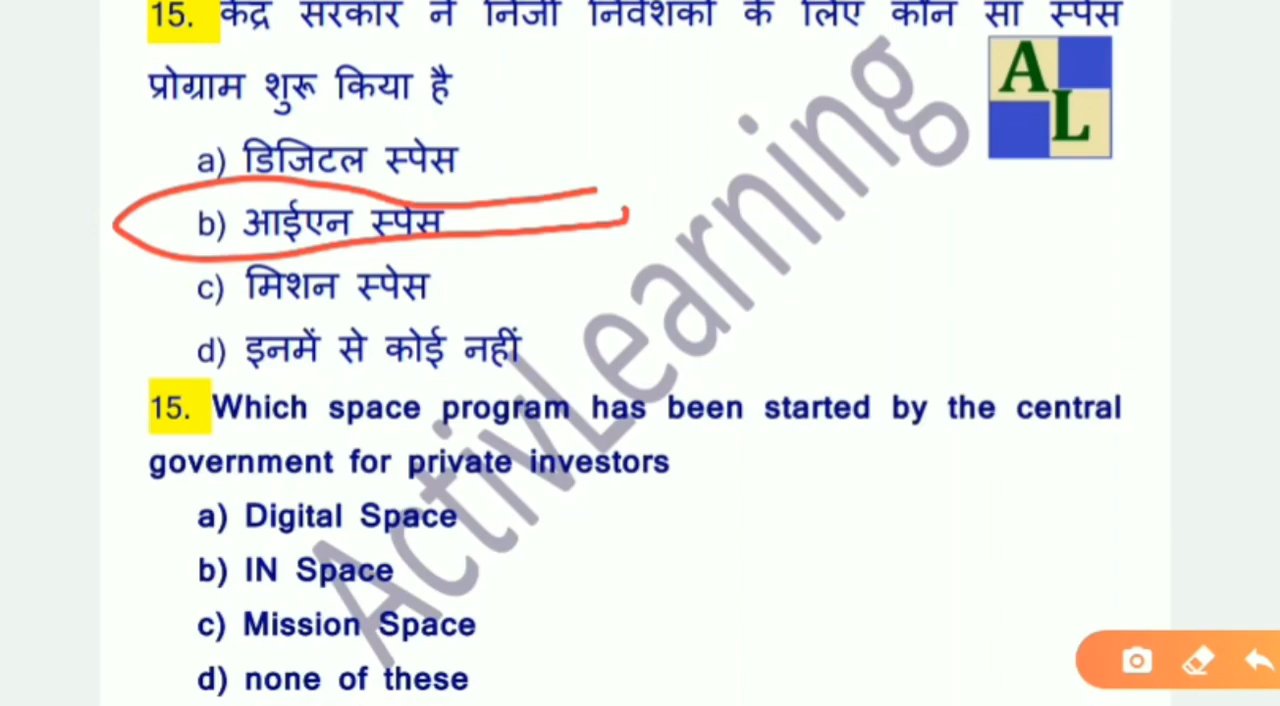 15. केंद्र सरकार ने निजी निवेशकों के लिए कौन सा स्पेस
प्रोग्राम शुरू किया है
a) डिजिटल स्पेस
b) आईएन स्पेस
c) मिशन स्पेस
d) इनमें से कोई नहीं
15. Which space program has been started by the central
government for private investors
a) Digital Space
b) IN Space
c) Mission Space
d) none of these
ActivLearning
A
L